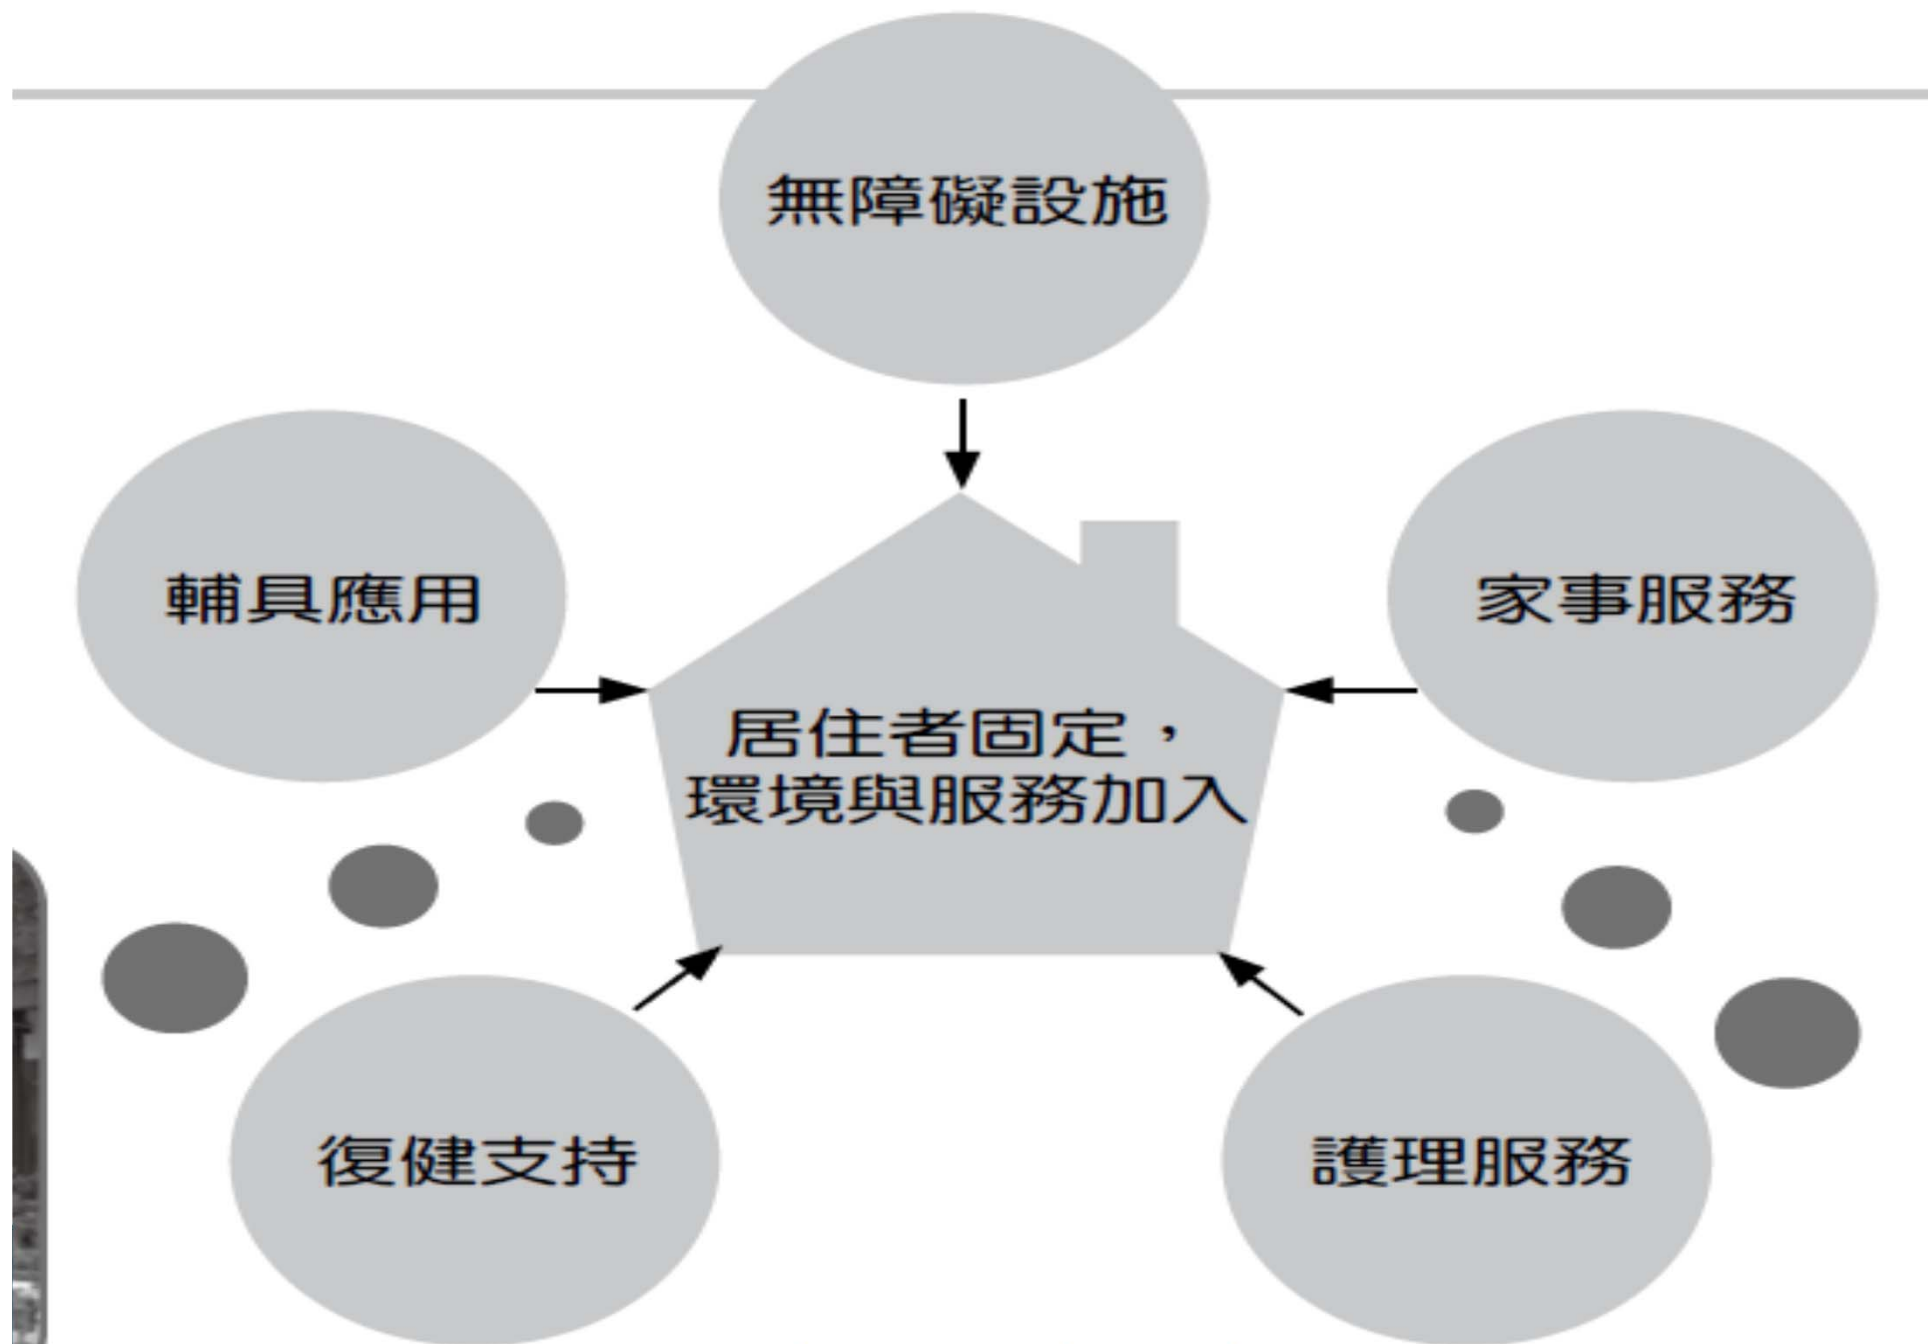 無障礙設施
輔具應用
家事服務
居住者固定，
環境與服務加入
復健支持
護理服務